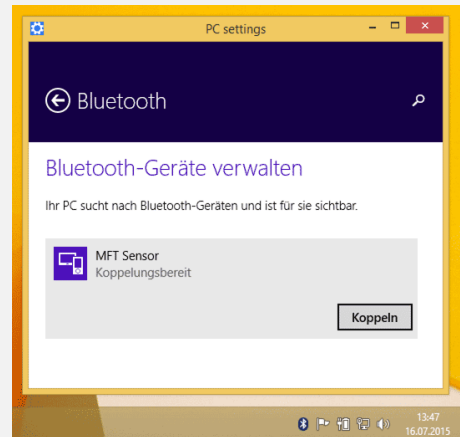 PC settings
Bluetooth
Bluetooth-Geräte verwalten
Ihr PC sucht nach Bluetooth-Geräten und ist für sie sichtbar.
MFT Sensor
Koppelungsbereit
Koppeln
13:47
16.07.2015